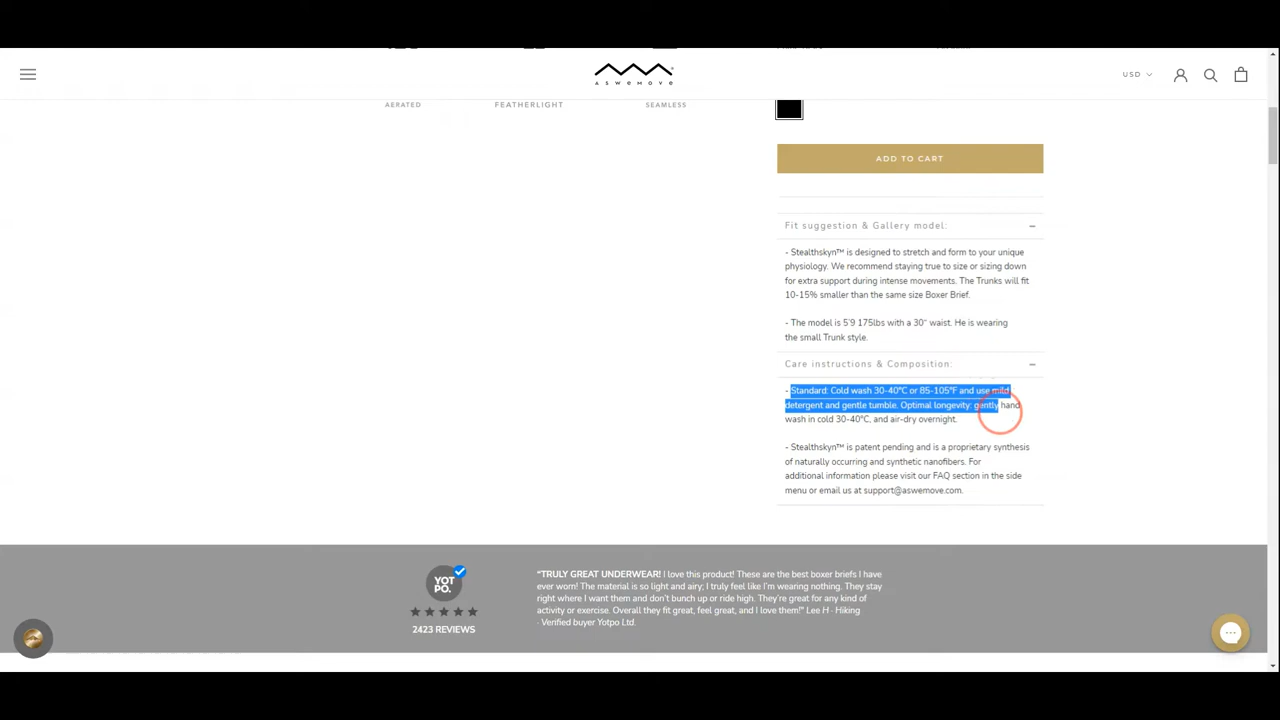 ASWEMOVE
USD
AERATED
FEATHERLIGHT
SEAMLESS
ADD TO CART
Fit suggestion & Gallery model:
- Stealthskyn™ is designed to stretch and form to your unique
physiology. We recommend staying true to size or sizing down
for extra support during intense movements. The Trunks will fit
10-15% smaller than the same size Boxer Brief.
- The model is 5'9 175lbs with a 30" waist. He is wearing
the small Trunk style.
Care instructions & Composition:
- Standard: Cold wash 30-40°C or 85-105°F and use mild
detergent and gentle tumble. Optimal longevity: gently hand
wash in cold 30-40°C, and air-dry overnight.
- Stealthskyn™ is patent pending and is a proprietary synthesis
of naturally occurring and synthetic nanofibers. For
additional information please visit our FAQ section in the side
menu or email us at support@aswemove.com.
YOT
PO.
2423 REVIEWS
"TRULY GREAT UNDERWEAR! I love this product! These are the best boxer briefs I have
ever worn! The material is so light and airy; I truly feel like I'm wearing nothing. They stay
right where I want them and don't bunch up or ride high. They're great for any kind of
activity or exercise. Overall they fit great, feel great, and I love them!" Lee H - Hiking
- Verified buyer Yotpo Ltd.